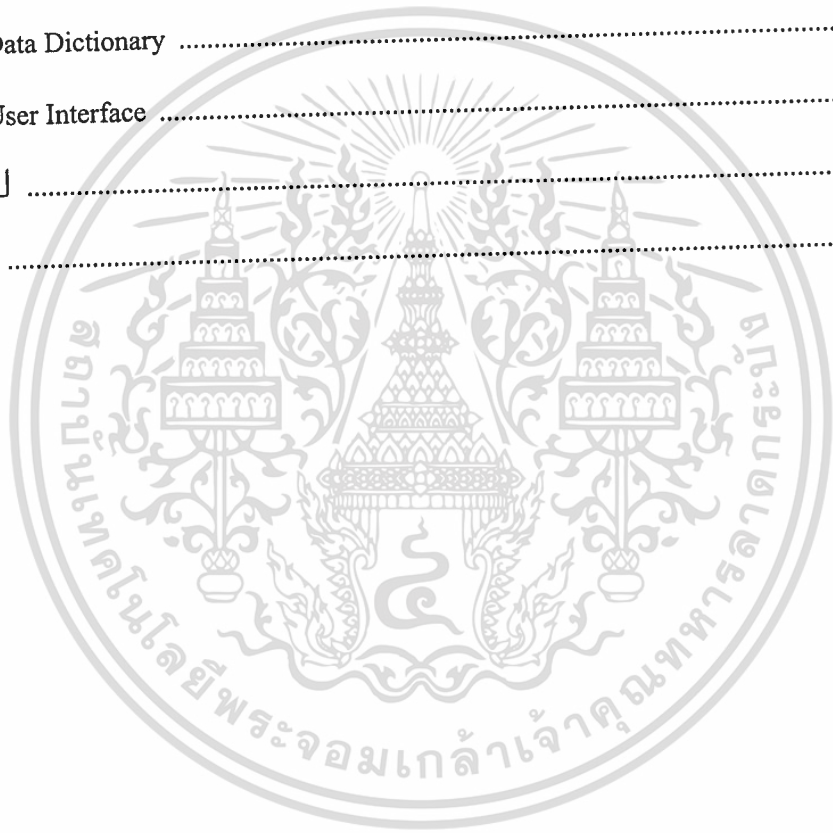 Data Dictionary ..........................................................................................
User Interface ..........................................................................................
..........................................................................................
..........................................................................................
สถาบันเทคโนโลยีพระจอมเกล้าเจ้าคุณทหารลาดกระบัง
๔